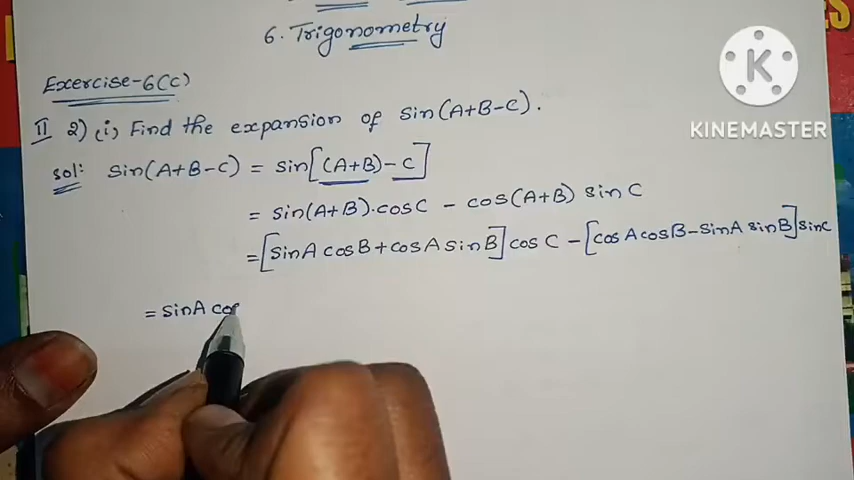 6. Trigonometry
Exercise-6(c)
II 2) (i) Find the expansion of sin(A+B-C).
sol: sin(A+B-C) = sin[(A+B)-C]
= sin(A+B).cosC - cos(A+B) sinC
= [sinA cosB+cosA sinB] cosC - [cosA cosB-sinA sinB] sinC
= sinA cos
KINEMASTER